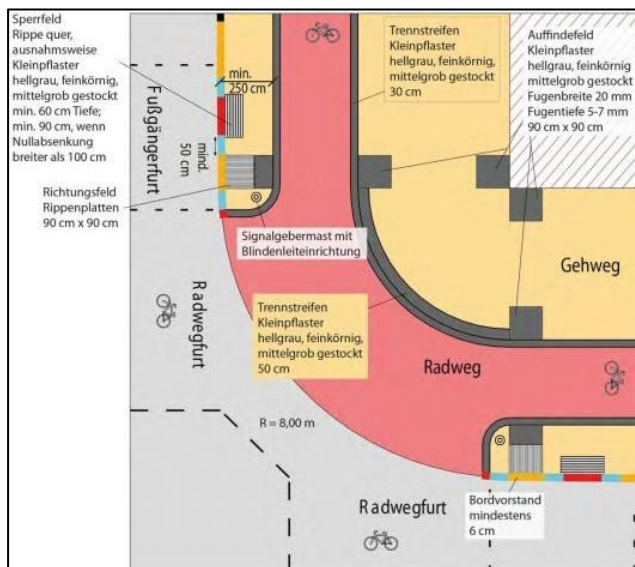 Sperrfeld
Rippe quer,
ausnahmsweise
Kleinpflaster
hellgrau, feinkörnig,
mittelgrob gestockt
min. 60 cm Tiefe;
min. 90 cm, wenn
Nullabsenkung
breiter als 100 cm
Richtungsfeld
Rippenplatten
90 cm x 90 cm
Fußgängerfurt
min.
250 cm
mind.
50 cm
Trennstreifen
Kleinpflaster
hellgrau, feinkörnig,
mittelgrob gestockt
30 cm
Auffindefeld
Kleinpflaster
hellgrau, feinkörnig
mittelgrob gestockt
Fugenbreite 20 mm
Fugentiefe 5-7 mm
90 cm x 90 cm
Signalgebermast mit
Blindenleiteinrichtung
Gehweg
Radwegfurt
Trennstreifen
Kleinpflaster
hellgrau, feinkörnig,
mittelgrob gestockt
50 cm
Radweg
R = 8,00 m
Radwegfurt
Bordvorstand
mindestens
6 cm